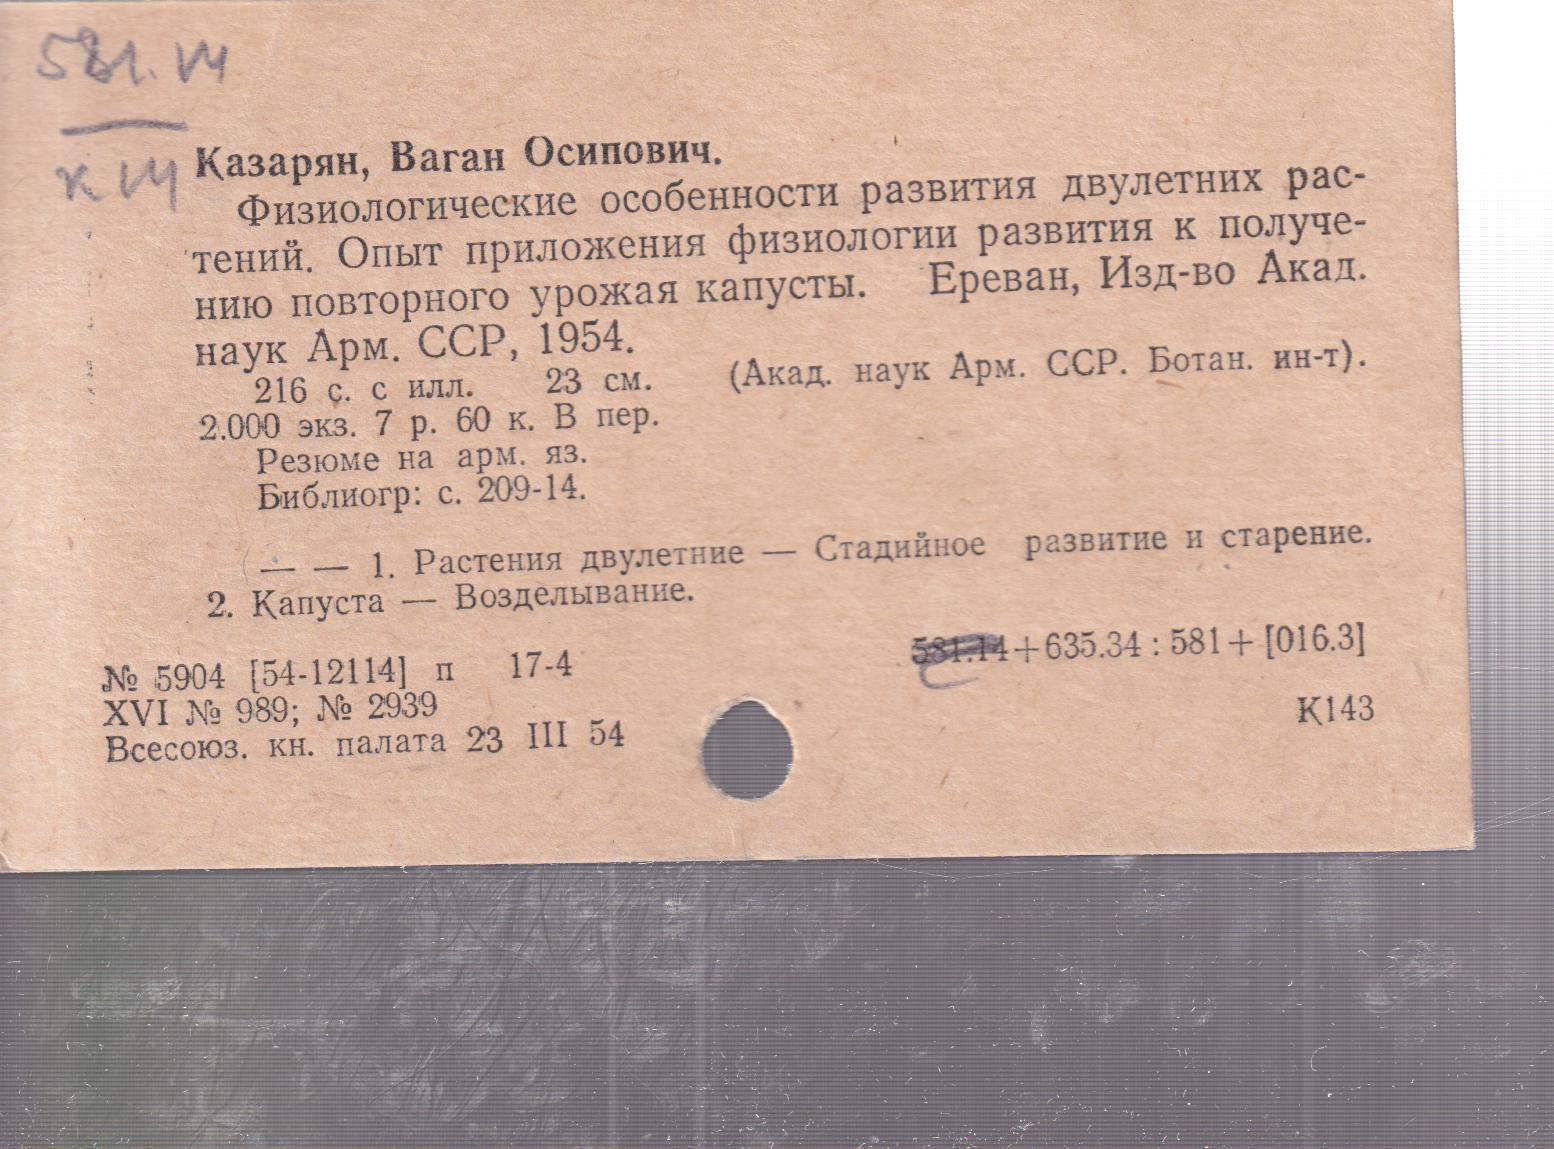 581.14
К 14
Казарян, Ваган Осипович.
Физиологические особенности развития двулетних рас-
тений. Опыт приложения физиологии развития к получе-
нию повторного урожая капусты. Ереван, Изд-во Акад.
наук Арм. ССР, 1954.
216 с. с илл. 23 см. (Акад. наук Арм. ССР. Ботан. ин-т).
2.000 экз. 7 р. 60 к. В пер.
Резюме на арм. яз.
Библиогр: с. 209-14.
— — 1. Растения двулетние — Стадийное развитие и старение.
2. Капуста — Возделывание.
581.14+635.34 : 581+[016.3]
№ 5904 [54-12114] п 17-4
XVI № 989; № 2939
К143
Всесоюз. кн. палата 23 III 54